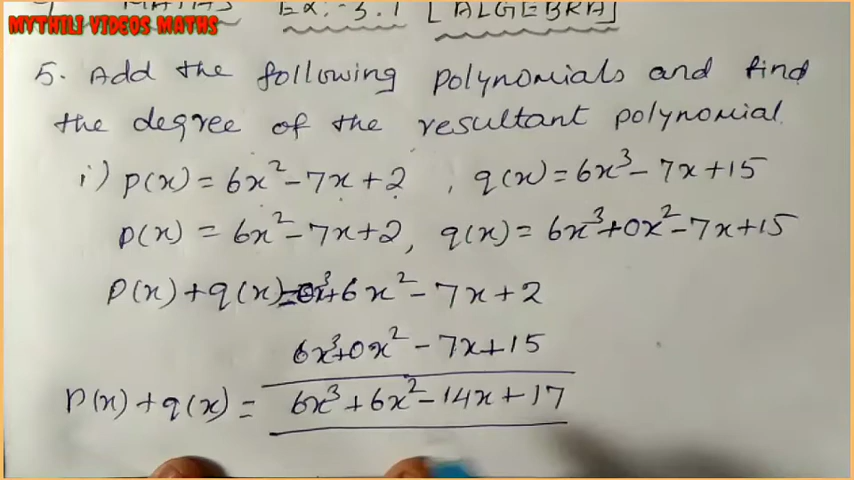 MATHS Ex:-3.1 [ALGEBRA]
MYTHILI VIDEOS MATHS
5. Add the following polynomials and find
the degree of the resultant polynomial.
i) p(x) = 6x² - 7x + 2 , q(x) = 6x³ - 7x + 15
p(x) = 6x² - 7x + 2, q(x) = 6x³ + 0x² - 7x + 15
p(x) + q(x) = 0x³ + 6x² - 7x + 2
6x³ + 0x² - 7x + 15
p(x) + q(x) = 6x³ + 6x² - 14x + 17